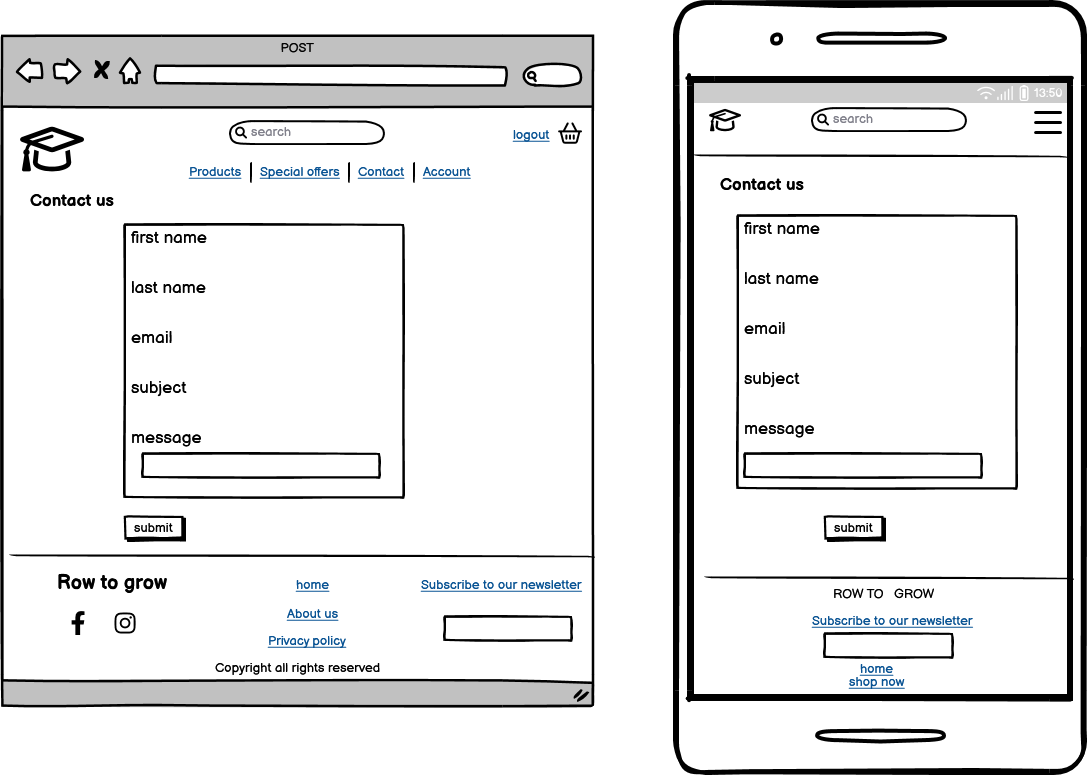 POST
search
logout
Products | Special offers | Contact | Account
Contact us
first name
last name
email
subject
message
submit
Row to grow
home
About us
Privacy policy
Subscribe to our newsletter
Copyright all rights reserved
13:50
search
Contact us
first name
last name
email
subject
message
submit
ROW TO GROW
Subscribe to our newsletter
home
shop now